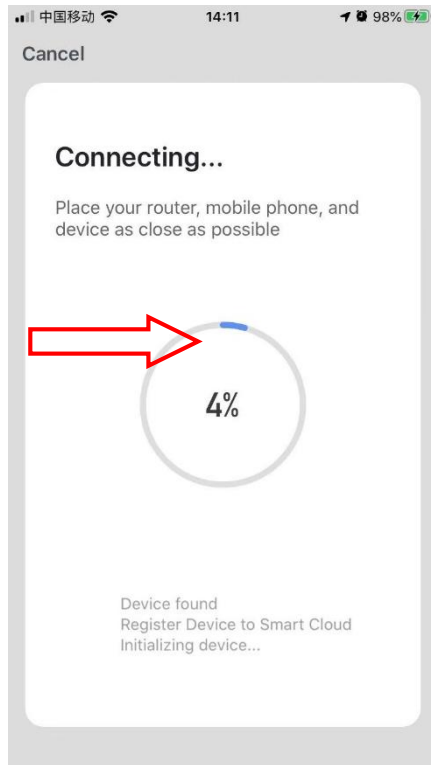 中国移动 14:11 98%
Cancel
Connecting...
Place your router, mobile phone, and
device as close as possible
4%
Device found
Register Device to Smart Cloud
Initializing device...